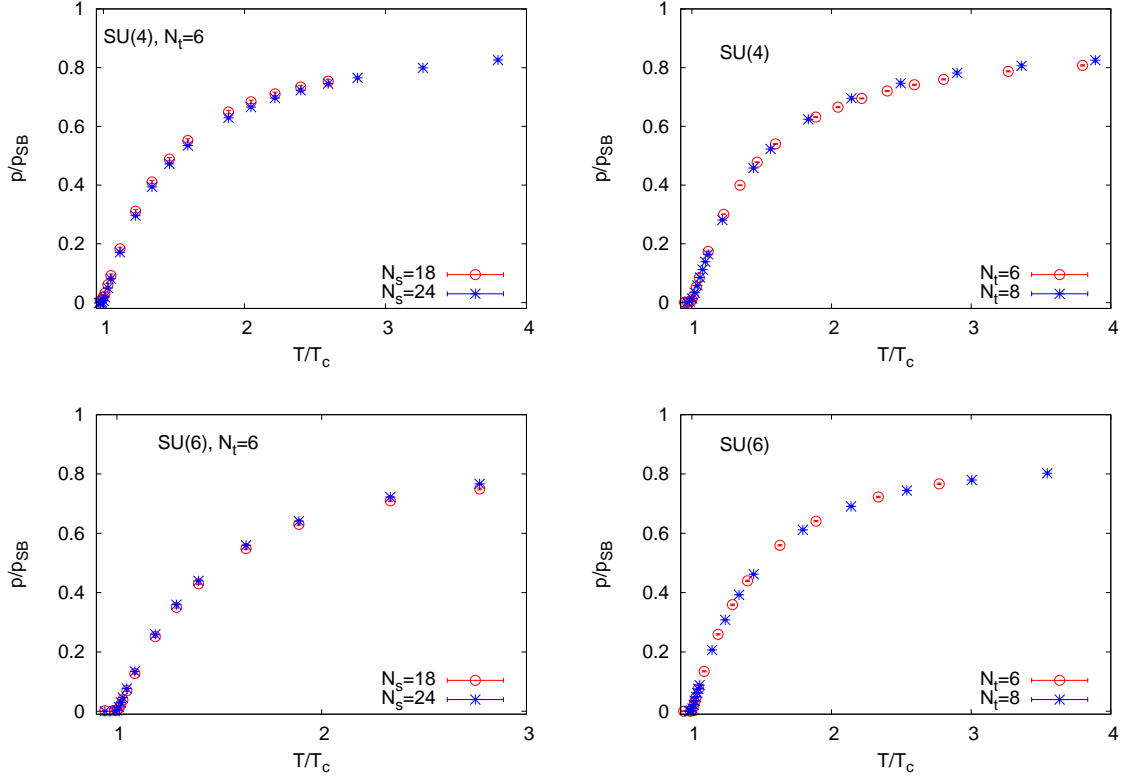 1
0.8
0.6
0.4
0.2
0
p/p_SB
SU(4), N_t=6
N_s=18
N_s=24
1
2
3
4
T/T_c
1
0.8
0.6
0.4
0.2
0
p/p_SB
SU(4)
N_t=6
N_t=8
1
2
3
4
T/T_c
1
0.8
0.6
0.4
0.2
0
p/p_SB
SU(6), N_t=6
N_s=18
N_s=24
1
2
3
T/T_c
1
0.8
0.6
0.4
0.2
0
p/p_SB
SU(6)
N_t=6
N_t=8
1
2
3
4
T/T_c